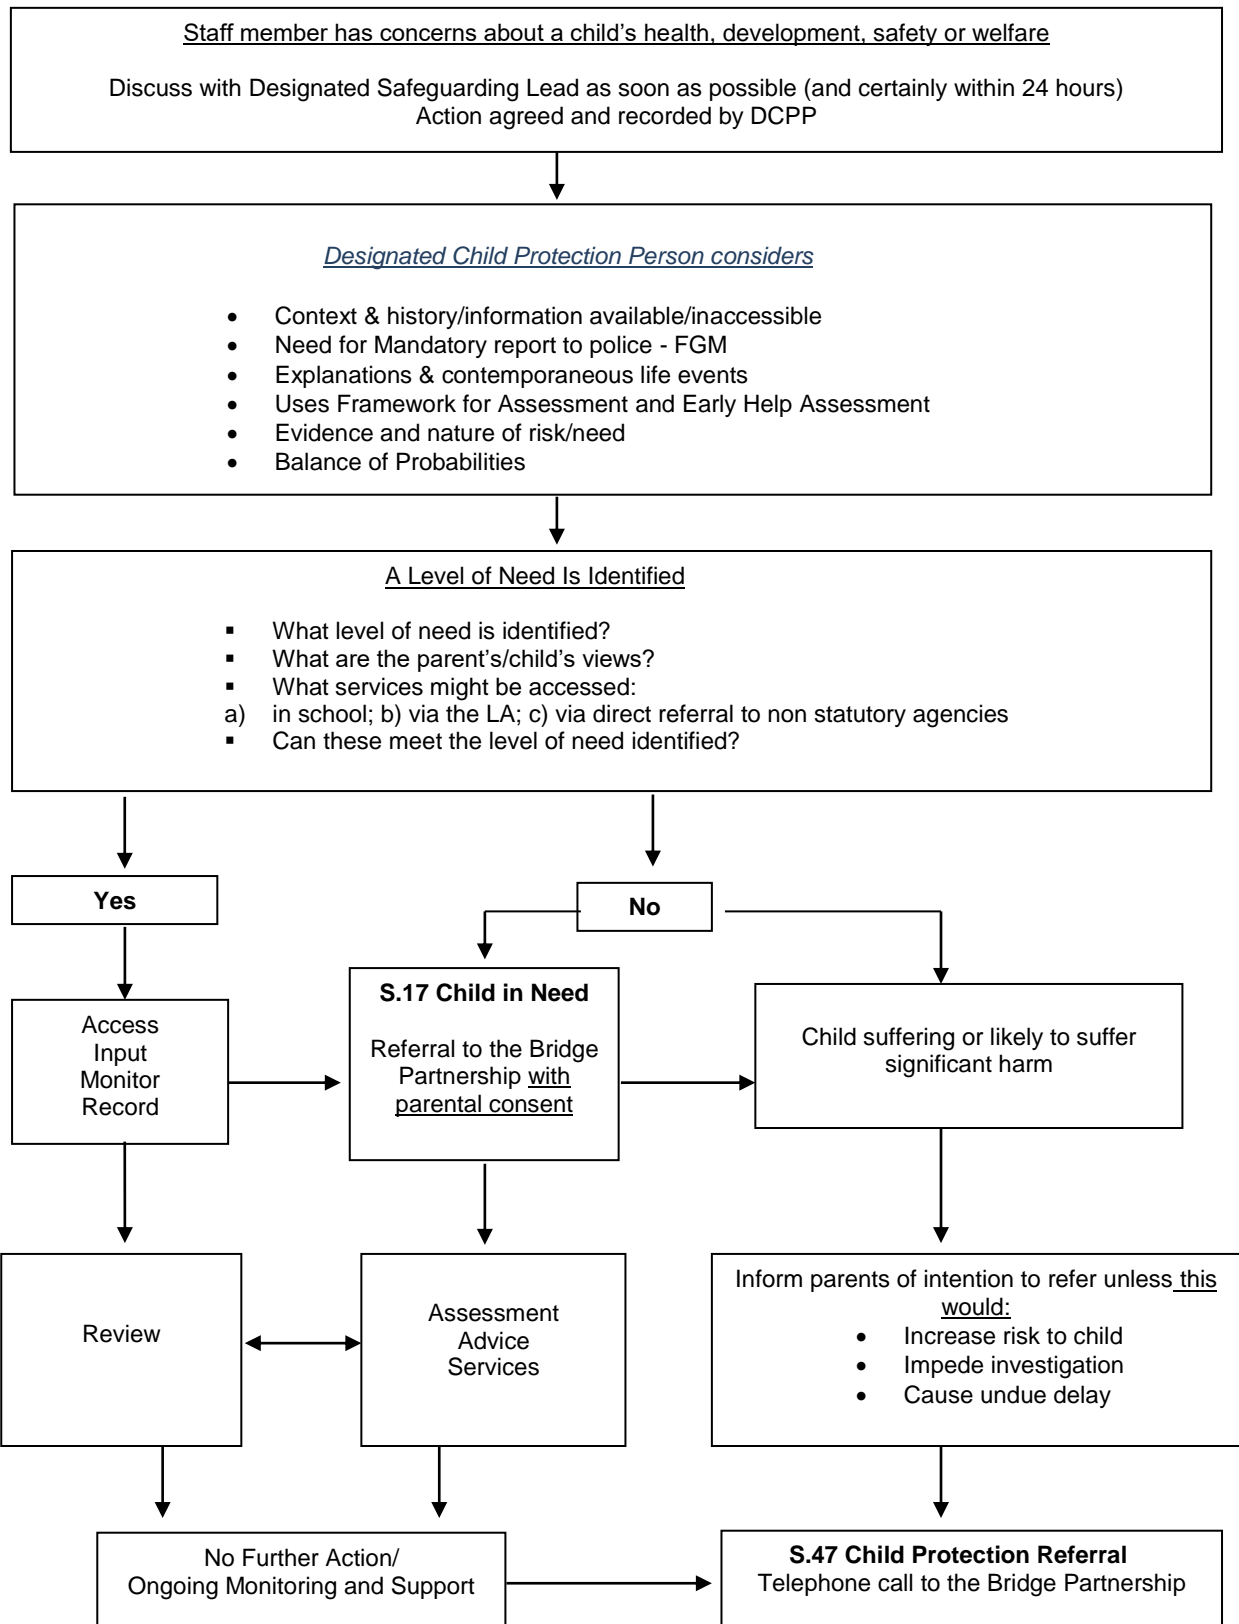 Staff member has concerns about a child's health, development, safety or welfare
Discuss with Designated Safeguarding Lead as soon as possible (and certainly within 24 hours)
Action agreed and recorded by DCPP
Designated Child Protection Person considers
• Context & history/information available/inaccessible
• Need for Mandatory report to police - FGM
• Explanations & contemporaneous life events
• Uses Framework for Assessment and Early Help Assessment
• Evidence and nature of risk/need
• Balance of Probabilities
A Level of Need Is Identified
▪ What level of need is identified?
▪ What are the parent's/child's views?
▪ What services might be accessed:
a) in school; b) via the LA; c) via direct referral to non statutory agencies
▪ Can these meet the level of need identified?
Yes
No
Access
Input
Monitor
Record
S.17 Child in Need
Referral to the Bridge
Partnership with
parental consent
Child suffering or likely to suffer
significant harm
Review
Assessment
Advice
Services
Inform parents of intention to refer unless this
would:
• Increase risk to child
• Impede investigation
• Cause undue delay
No Further Action/
Ongoing Monitoring and Support
S.47 Child Protection Referral
Telephone call to the Bridge Partnership